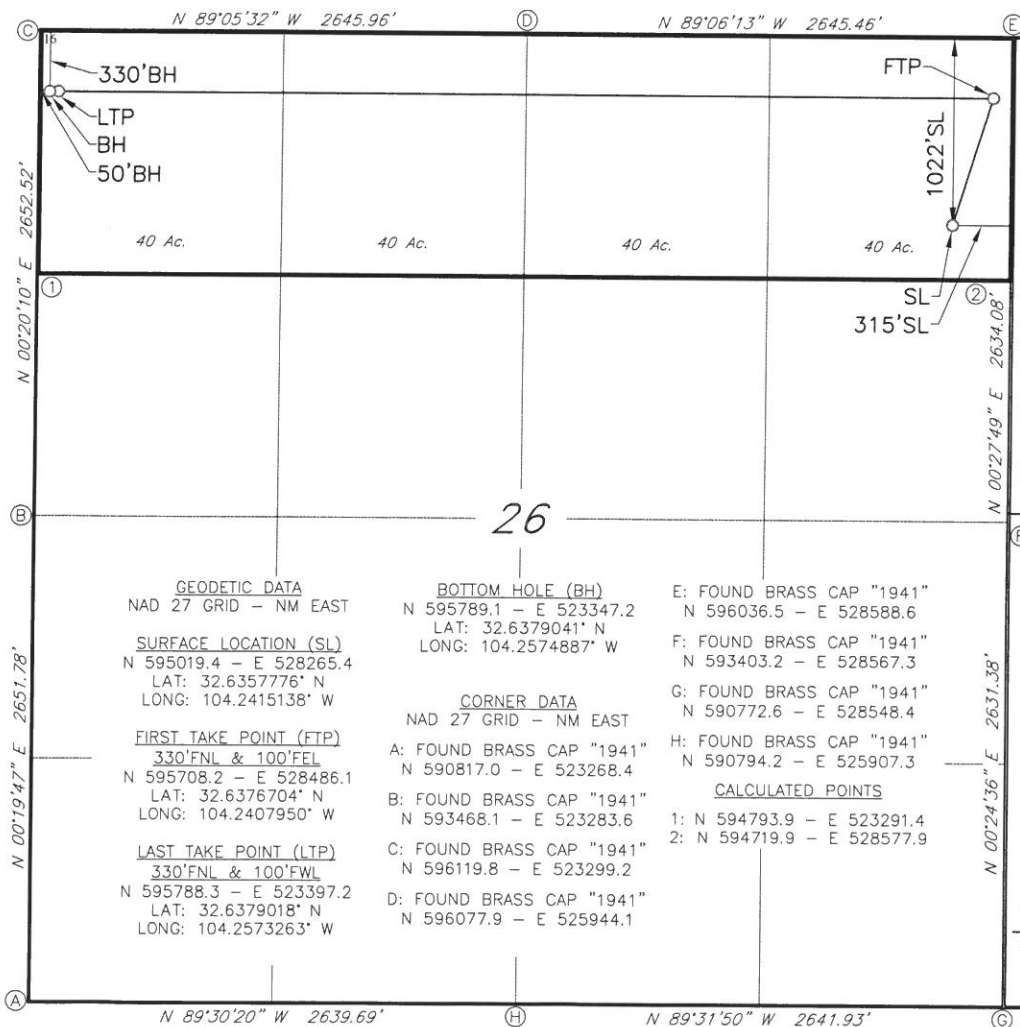 C N 89°05'32" W 2645.96' D N 89°06'13" W 2645.46' E
16
330'BH
FTP
LTP
BH
50'BH
1022'SL
N 00°20'10" E 2652.52'
40 Ac. 40 Ac. 40 Ac. 40 Ac.
1
2
SL
315'SL
N 00°27'49" E 2634.08'
B
26
F
GEODETIC DATA
NAD 27 GRID – NM EAST
SURFACE LOCATION (SL)
N 595019.4 – E 528265.4
LAT: 32.6357776° N
LONG: 104.2415138° W
FIRST TAKE POINT (FTP)
330'FNL & 100'FEL
N 595708.2 – E 528486.1
LAT: 32.6376704° N
LONG: 104.2407950° W
LAST TAKE POINT (LTP)
330'FNL & 100'FWL
N 595788.3 – E 523397.2
LAT: 32.6379018° N
LONG: 104.2573263° W
BOTTOM HOLE (BH)
N 595789.1 – E 523347.2
LAT: 32.6379041° N
LONG: 104.2574887° W
CORNER DATA
NAD 27 GRID – NM EAST
A: FOUND BRASS CAP "1941"
N 590817.0 – E 523268.4
B: FOUND BRASS CAP "1941"
N 593468.1 – E 523283.6
C: FOUND BRASS CAP "1941"
N 596119.8 – E 523299.2
D: FOUND BRASS CAP "1941"
N 596077.9 – E 525944.1
E: FOUND BRASS CAP "1941"
N 596036.5 – E 528588.6
F: FOUND BRASS CAP "1941"
N 593403.2 – E 528567.3
G: FOUND BRASS CAP "1941"
N 590772.6 – E 528548.4
H: FOUND BRASS CAP "1941"
N 590794.2 – E 525907.3
CALCULATED POINTS
1: N 594793.9 – E 523291.4
2: N 594719.9 – E 528577.9
N 00°19'47" E 2651.78'
N 00°24'36" E 2631.38'
A N 89°30'20" W 2639.69' H N 89°31'50" W 2641.93' G